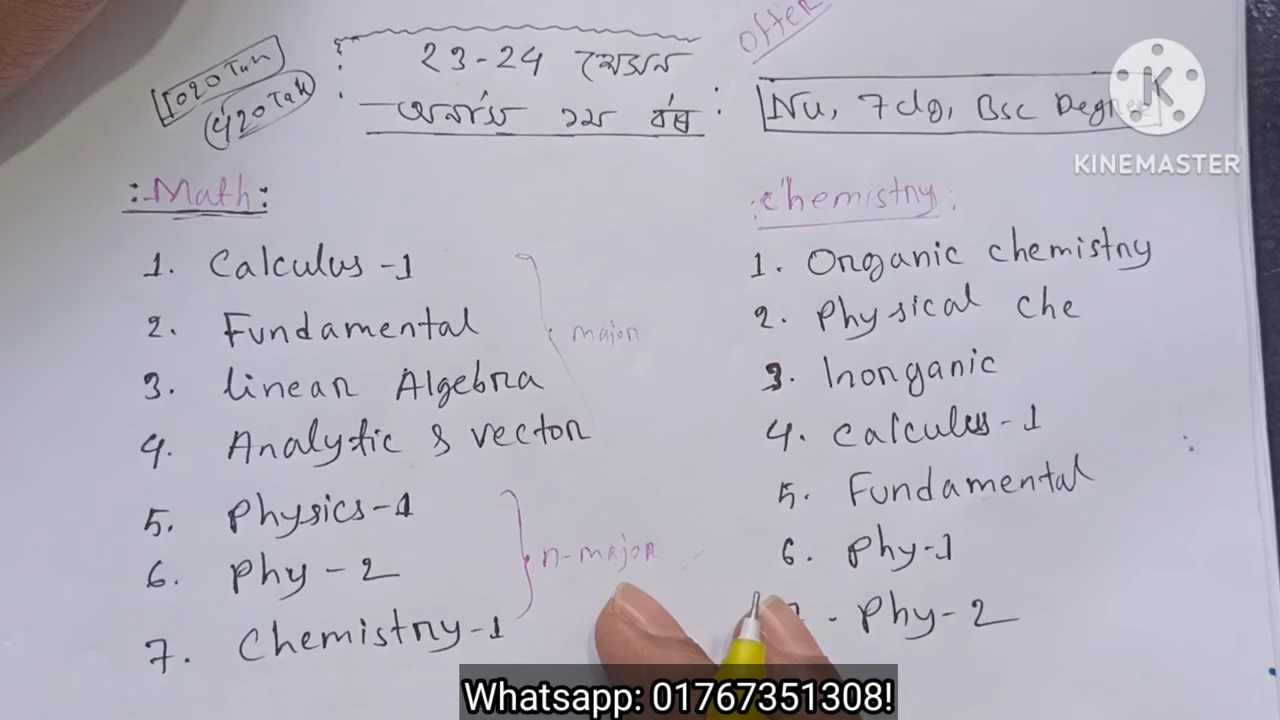 1020 Tak
420 Tak
23-24 সেশন
অনার্স ১ম বর্ষ
offer
Nu, 7clg, Bsc Degree
K
KINEMASTER
:Math:
1. Calculus -1
2. Fundamental
3. linear Algebra
4. Analytic & vector
major
5. Physics-1
6. Phy-2
7. Chemistry-1
n-major
:Chemistry:
1. Organic chemistry
2. Physical che
3. Inorganic
4. Calculus-1
5. Fundamental
6. Phy-1
7. Phy-2
Whatsapp: 01767351308!